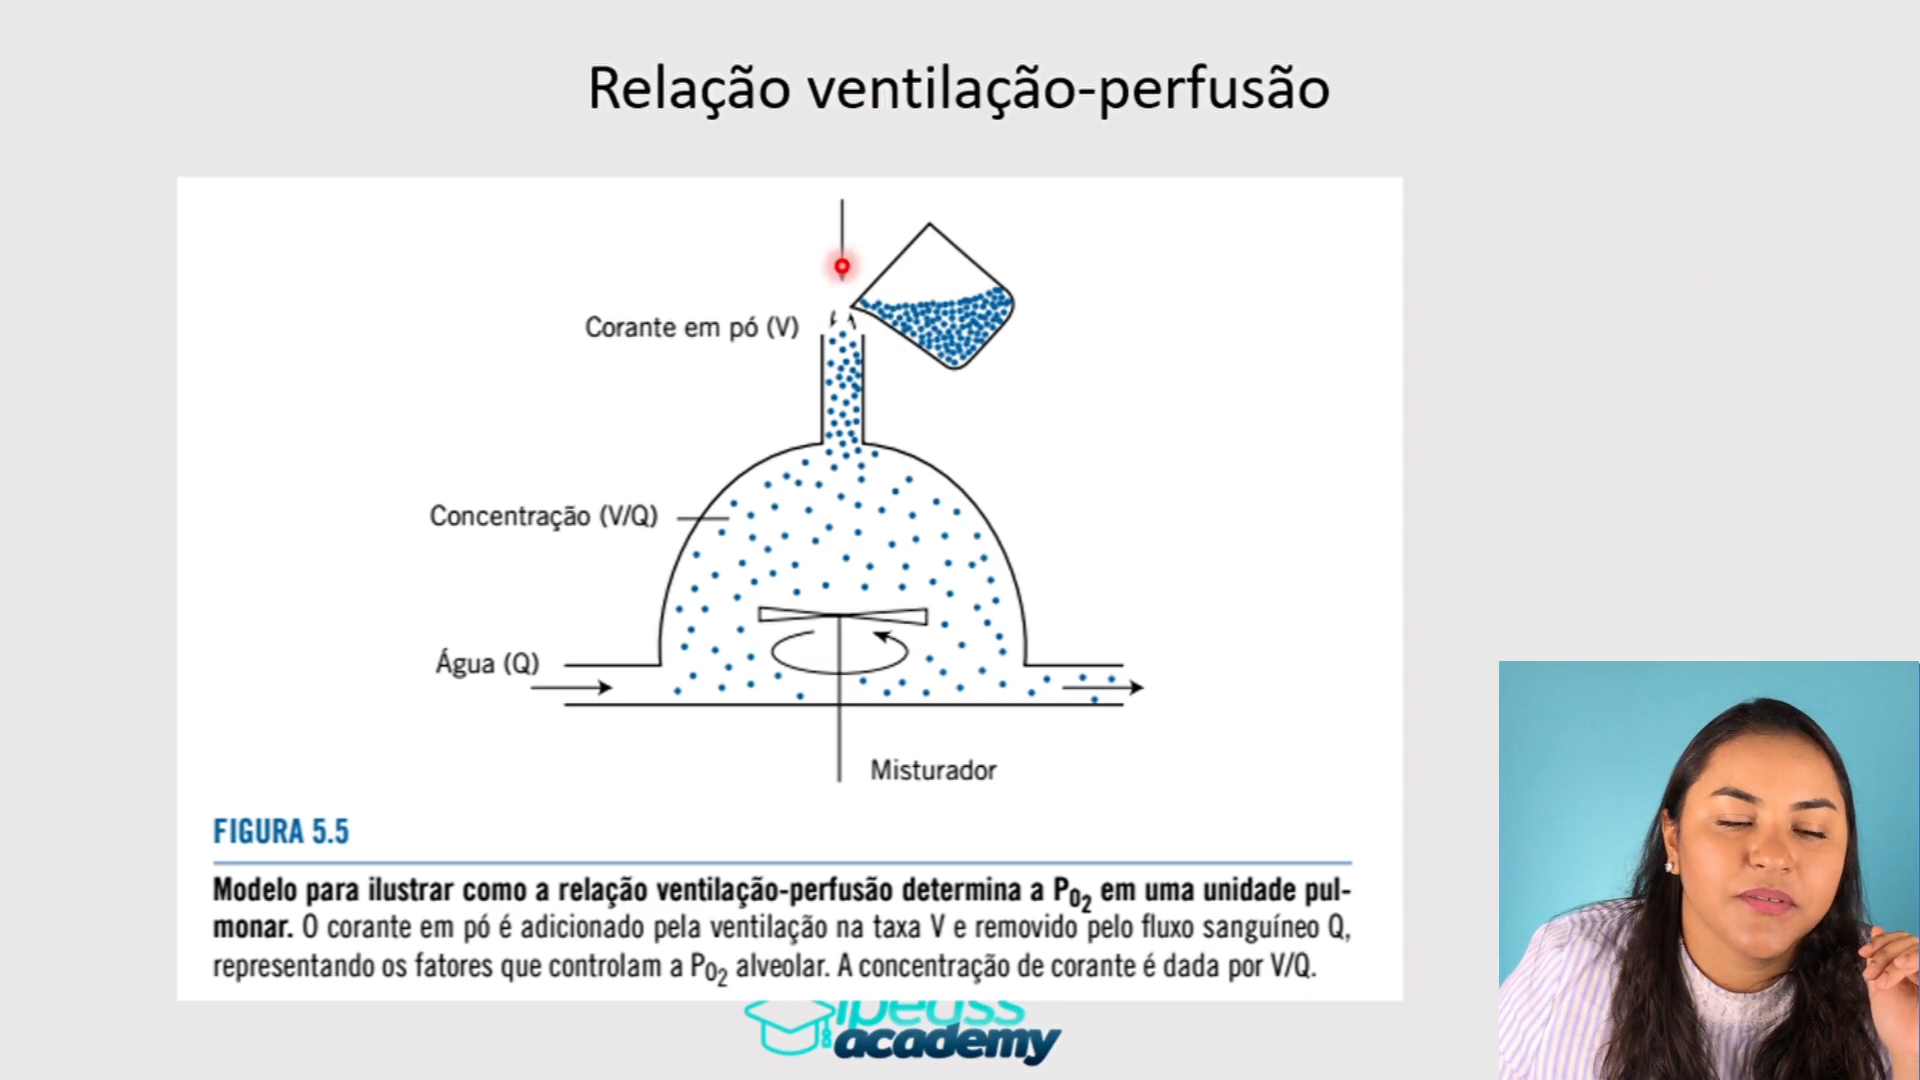 Relação ventilação-perfusão
Corante em pó (V)
Concentração (V/Q)
Água (Q)
Misturador
FIGURA 5.5
Modelo para ilustrar como a relação ventilação-perfusão determina a PO2 em uma unidade pul-
monar. O corante em pó é adicionado pela ventilação na taxa V e removido pelo fluxo sanguíneo Q,
representando os fatores que controlam a PO2 alveolar. A concentração de corante é dada por V/Q.
academy